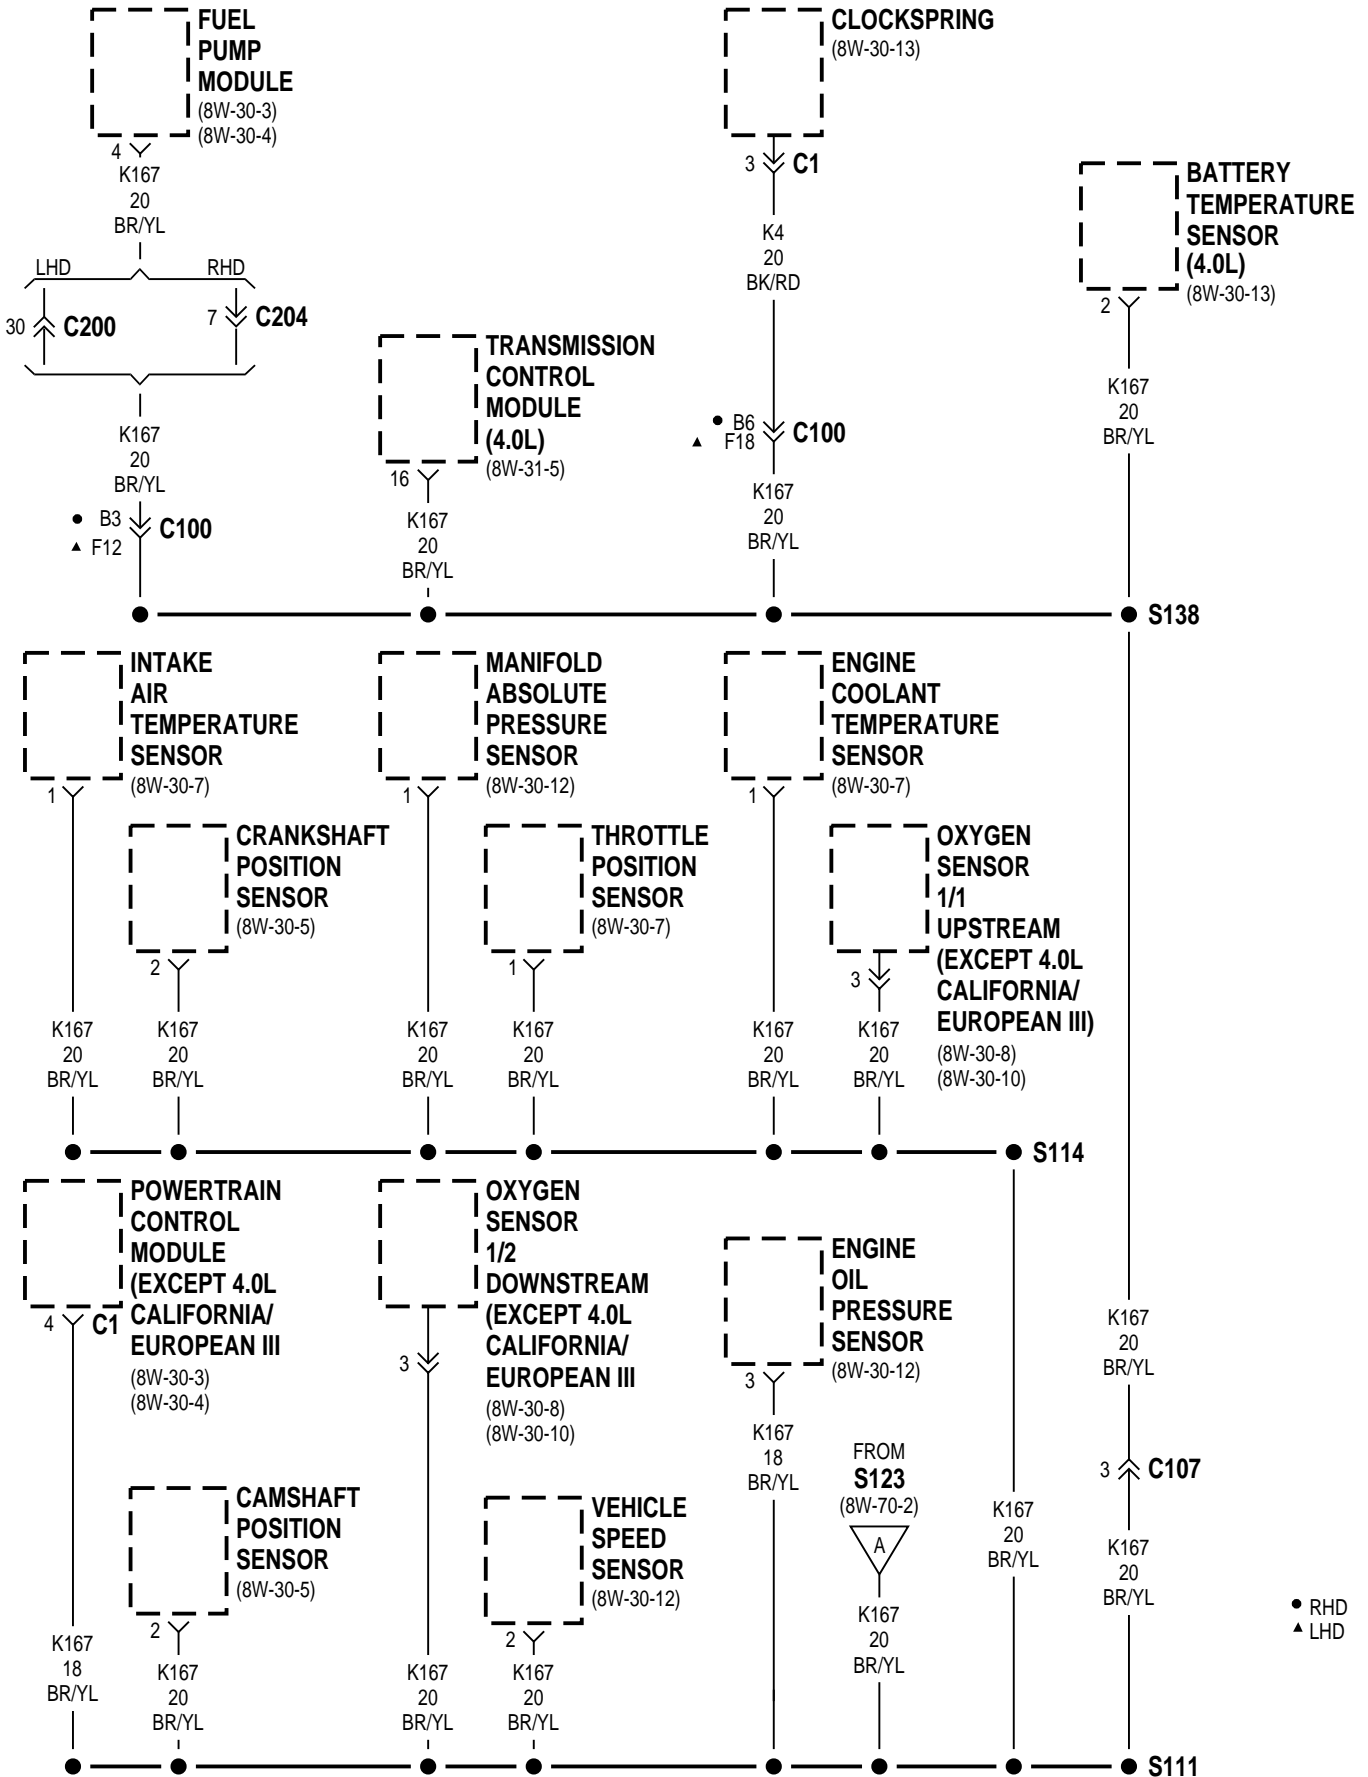 FUEL
PUMP
MODULE
(8W-30-3)
(8W-30-4)
4
K167
20
BR/YL
LHD
RHD
30
C200
7
C204
K167
20
BR/YL
B3
F12
C100
TRANSMISSION
CONTROL
MODULE
(4.0L)
(8W-31-5)
16
K167
20
BR/YL
CLOCKSPRING
(8W-30-13)
3
C1
K4
20
BK/RD
B6
F18
C100
K167
20
BR/YL
BATTERY
TEMPERATURE
SENSOR
(4.0L)
(8W-30-13)
2
K167
20
BR/YL
S138
INTAKE
AIR
TEMPERATURE
SENSOR
(8W-30-7)
1
K167
20
BR/YL
CRANKSHAFT
POSITION
SENSOR
(8W-30-5)
2
K167
20
BR/YL
MANIFOLD
ABSOLUTE
PRESSURE
SENSOR
(8W-30-12)
1
K167
20
BR/YL
THROTTLE
POSITION
SENSOR
(8W-30-7)
1
K167
20
BR/YL
ENGINE
COOLANT
TEMPERATURE
SENSOR
(8W-30-7)
1
K167
20
BR/YL
OXYGEN
SENSOR
1/1
UPSTREAM
(EXCEPT 4.0L
CALIFORNIA/
EUROPEAN III)
(8W-30-8)
(8W-30-10)
3
K167
20
BR/YL
S114
POWERTRAIN
CONTROL
MODULE
(EXCEPT 4.0L
CALIFORNIA/
EUROPEAN III
(8W-30-3)
(8W-30-4)
4
C1
K167
18
BR/YL
CAMSHAFT
POSITION
SENSOR
(8W-30-5)
2
K167
20
BR/YL
OXYGEN
SENSOR
1/2
DOWNSTREAM
(EXCEPT 4.0L
CALIFORNIA/
EUROPEAN III
(8W-30-8)
(8W-30-10)
3
K167
20
BR/YL
VEHICLE
SPEED
SENSOR
(8W-30-12)
2
K167
20
BR/YL
ENGINE
OIL
PRESSURE
SENSOR
(8W-30-12)
3
K167
18
BR/YL
FROM
S123
(8W-70-2)
A
K167
20
BR/YL
K167
20
BR/YL
K167
20
BR/YL
3
C107
K167
20
BR/YL
RHD
LHD
S111